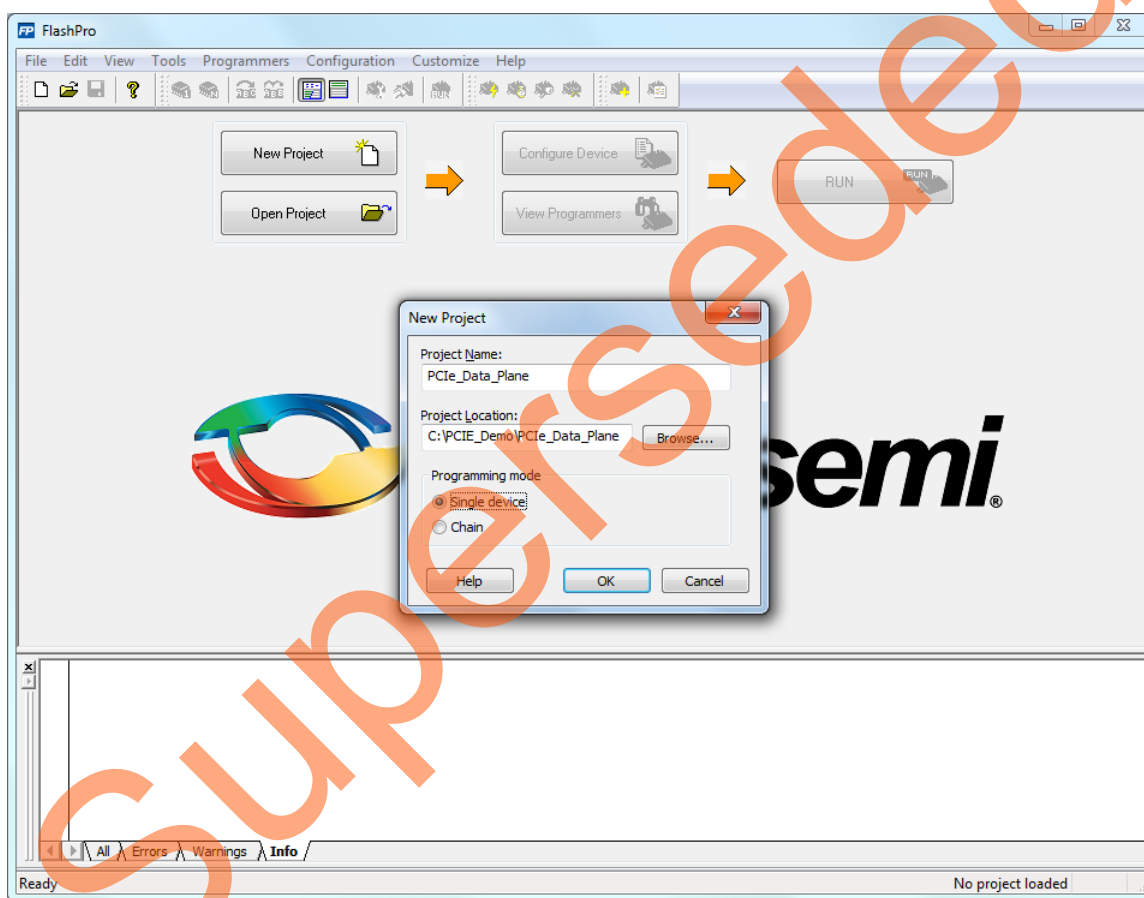 FP FlashPro
File Edit View Tools Programmers Configuration Customize Help
New Project
Configure Device
RUN
RUN
Open Project
View Programmers
New Project
Project Name:
PCIe_Data_Plane
Project Location:
C:\PCIE_Demo\PCIe_Data_Plane
Browse...
semi®
Programming mode
Single device
Chain
Help
OK
Cancel
All
Errors
Warnings
Info
Ready
No project loaded